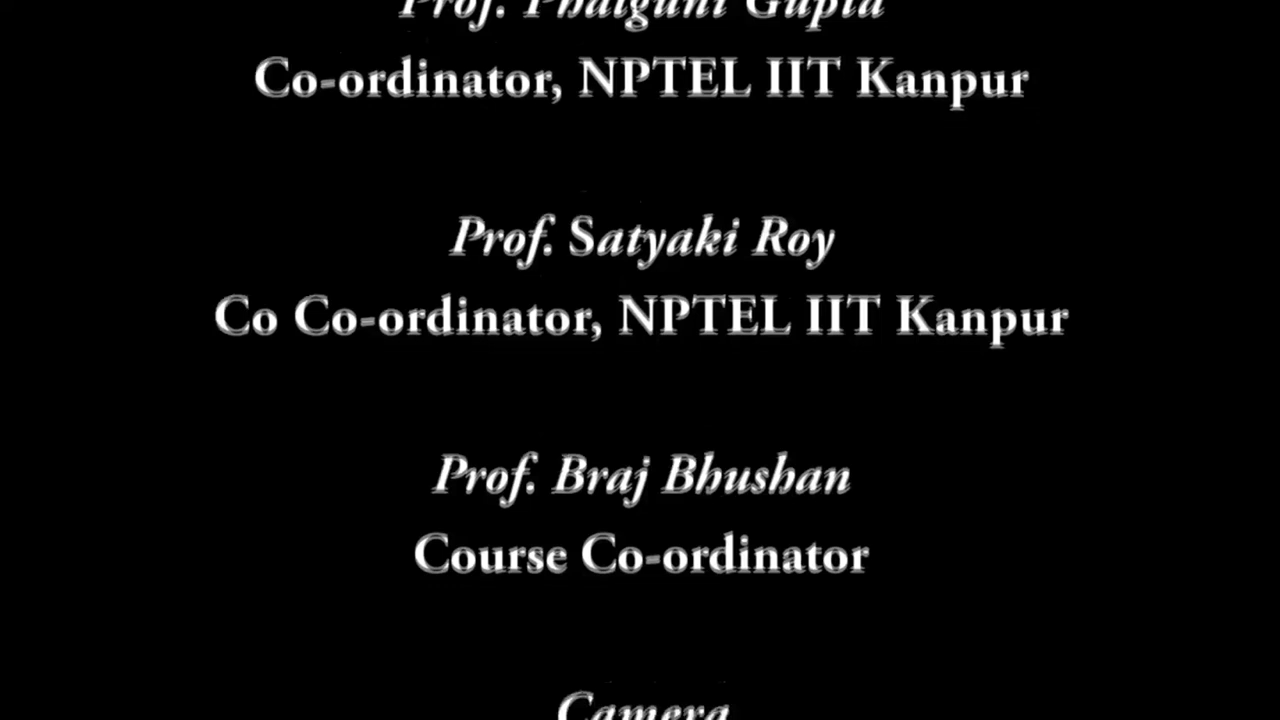 Prof. Phalguni Gupta
Co-ordinator, NPTEL IIT Kanpur
Prof. Satyaki Roy
Co Co-ordinator, NPTEL IIT Kanpur
Prof. Braj Bhushan
Course Co-ordinator
Camera